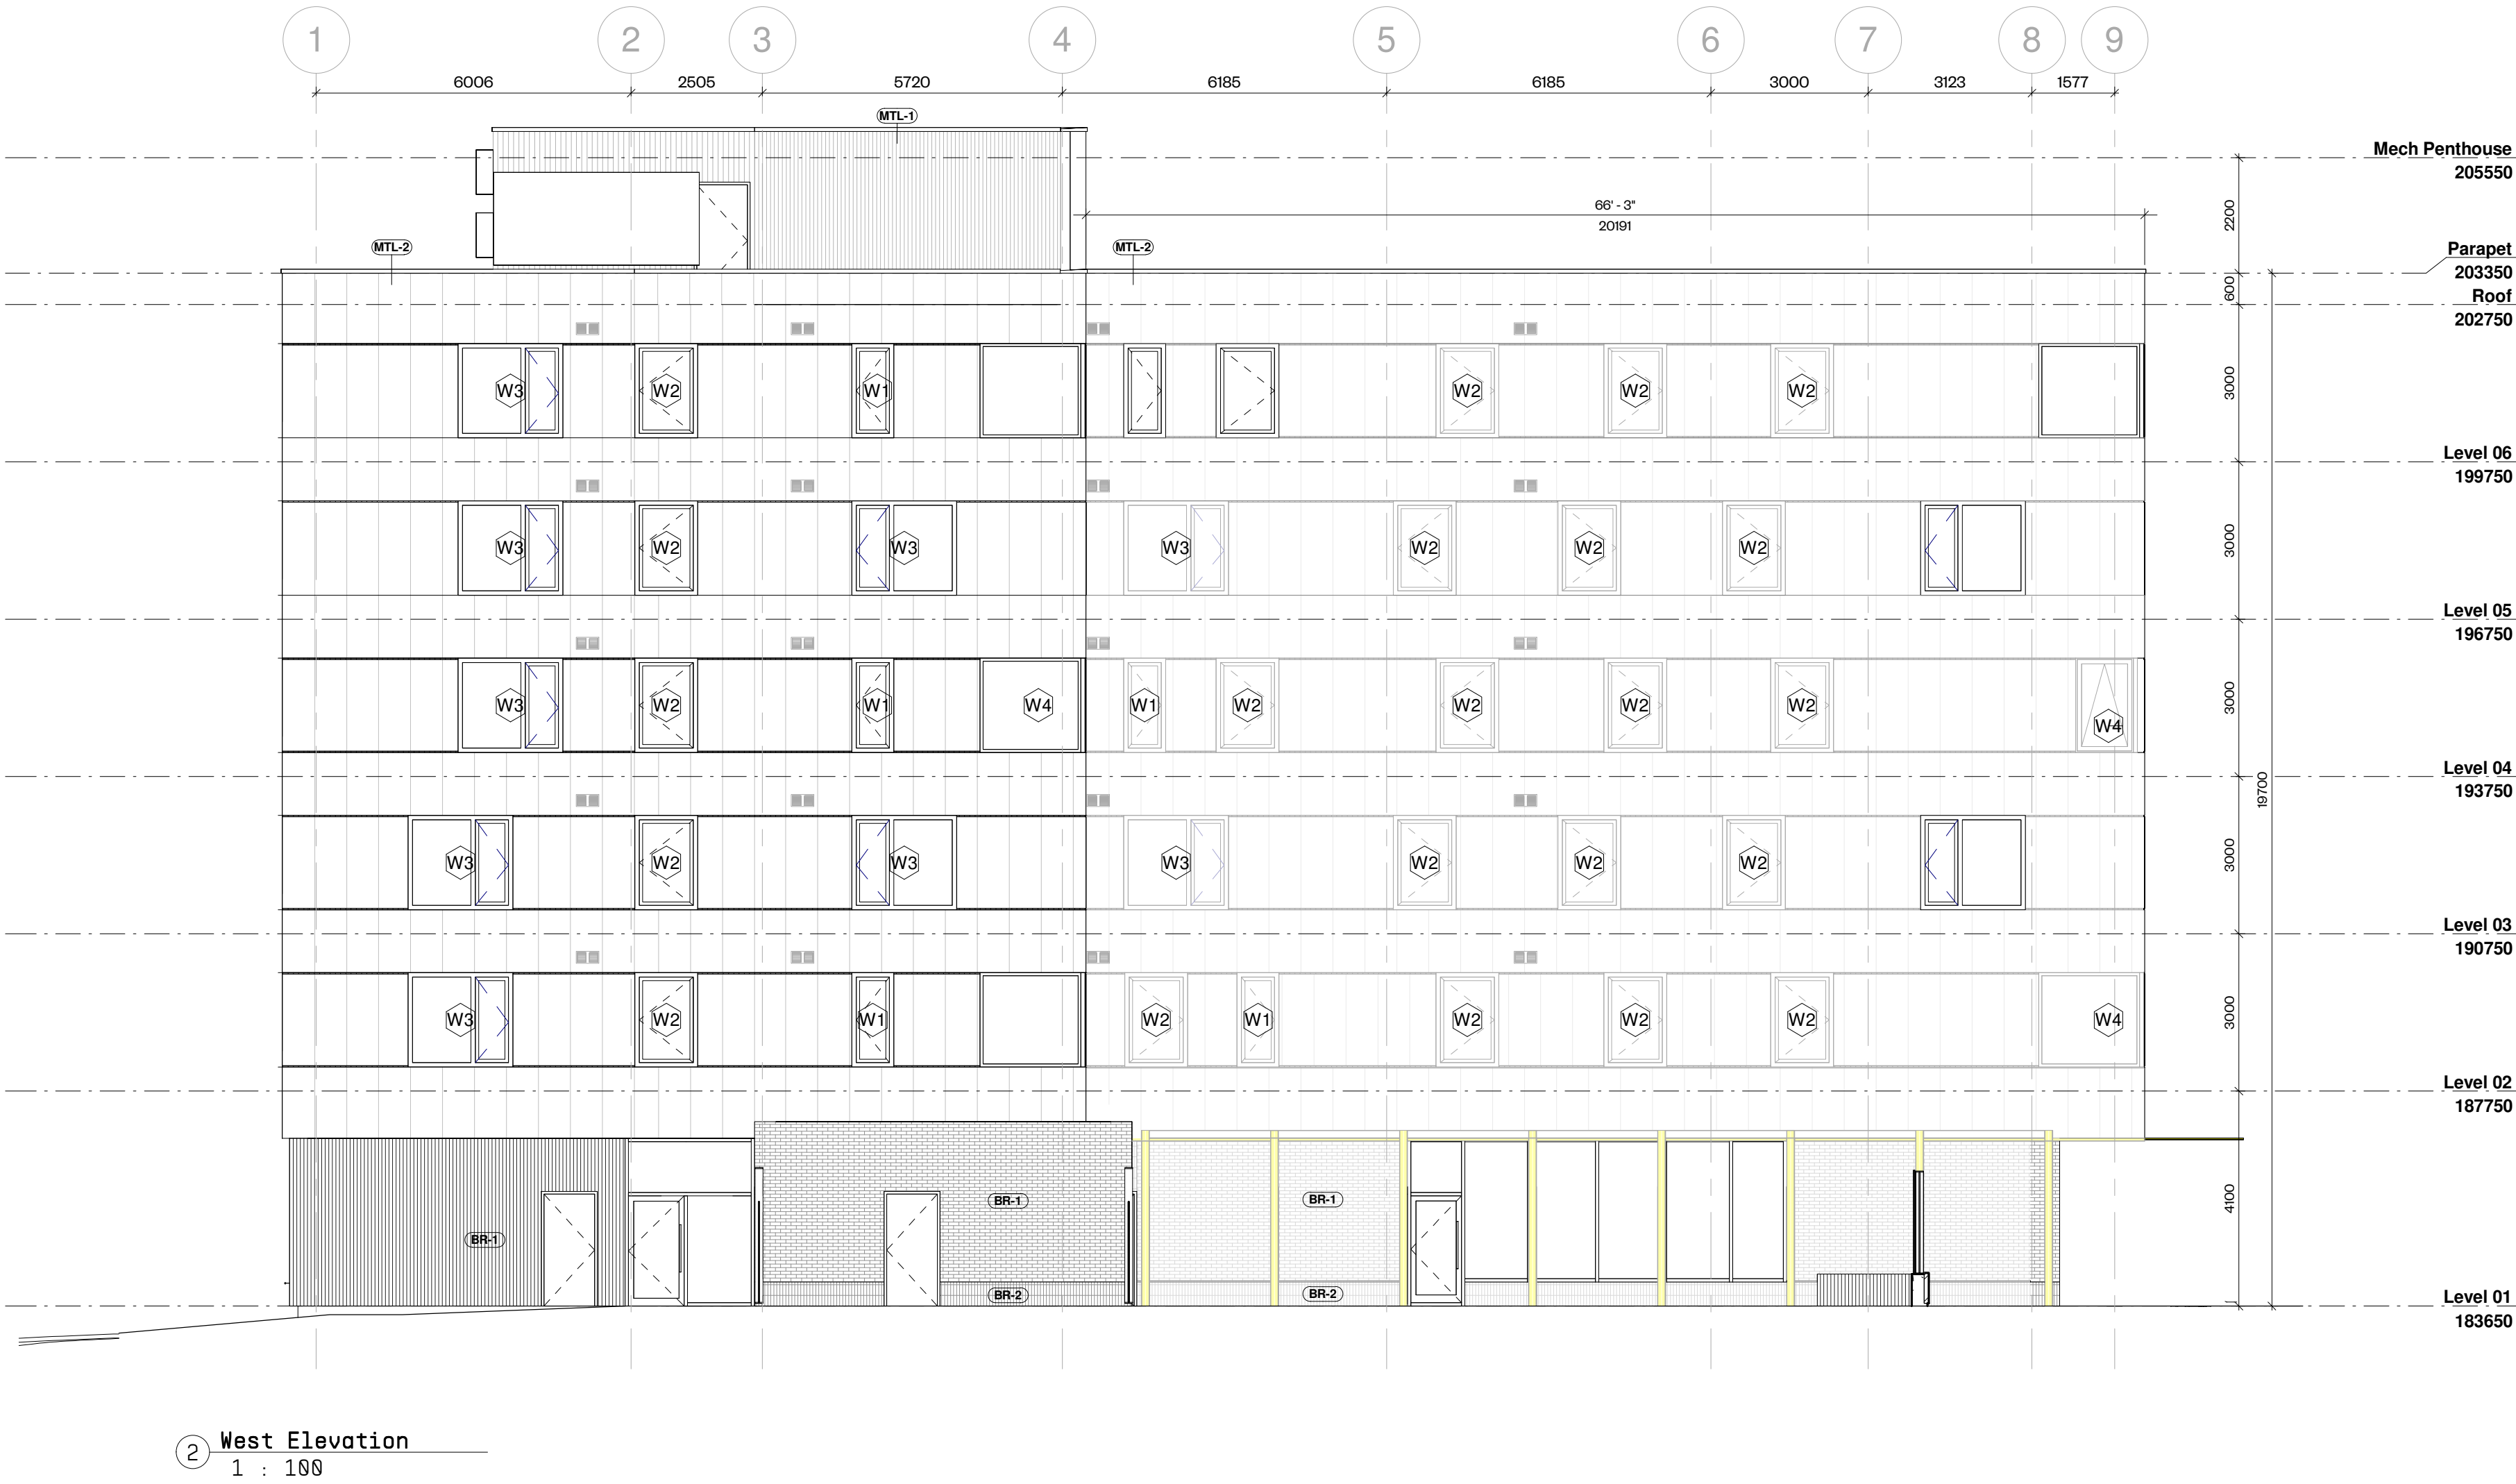 1 2 3 4 5 6 7 8 9
6006 2505 5720 6185 6185 3000 3123 1577
MTL-1
Mech Penthouse
205550
66' - 3"
20191
2200
MTL-2 MTL-2
Parapet
203350
600
Roof
202750
W3 W2 W1 W2 W2 W2
3000
Level 06
199750
W3 W2 W3 W3 W2 W2 W2
3000
Level 05
196750
W3 W2 W1 W4 W1 W2 W2 W2 W2 W4
3000
Level 04
193750
19700
W3 W2 W3 W3 W2 W2 W2
3000
Level 03
190750
W3 W2 W1 W2 W1 W2 W2 W2 W4
3000
Level 02
187750
BR-1 BR-1
4100
BR-1
BR-2 BR-2
Level 01
183650
2 West Elevation
1 : 100